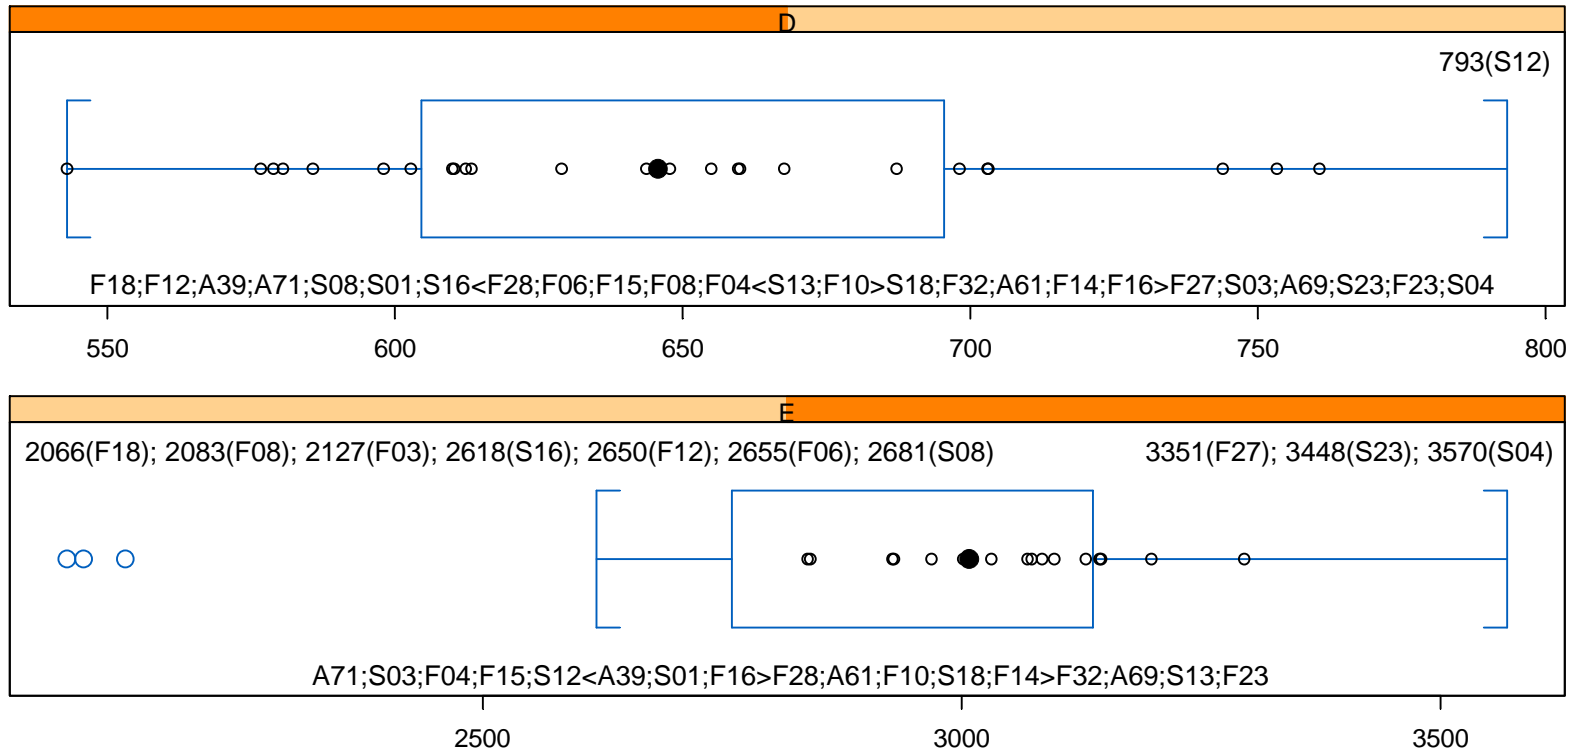 D
793(S12)
F18;F12;A39;A71;S08;S01;S16<F28;F06;F15;F08;F04<S13;F10>S18;F32;A61;F14;F16>F27;S03;A69;S23;F23;S04
550 600 650 700 750 800
E
2066(F18); 2083(F08); 2127(F03); 2618(S16); 2650(F12); 2655(F06); 2681(S08) 3351(F27); 3448(S23); 3570(S04)
A71;S03;F04;F15;S12<A39;S01;F16>F28;A61;F10;S18;F14>F32;A69;S13;F23
2500 3000 3500